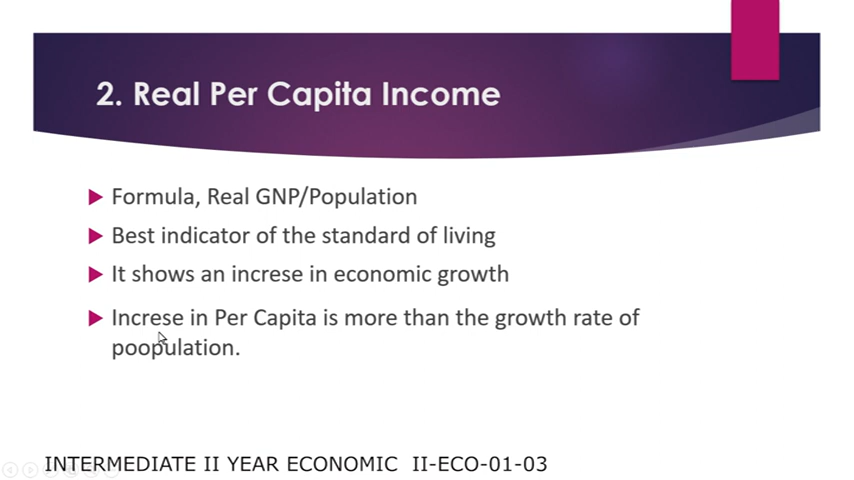 2. Real Per Capita Income
Formula, Real GNP/Population
Best indicator of the standard of living
It shows an increse in economic growth
Increse in Per Capita is more than the growth rate of
poopulation.
INTERMEDIATE II YEAR ECONOMIC II-ECO-01-03